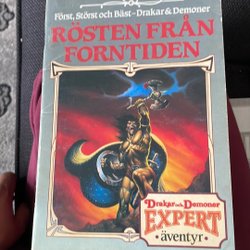 Först, Störst och Bäst–Drakar & Demoner
RÖSTEN FRÅN
FORNTIDEN
Drakar och Demoner
EXPERT
• äventyr •